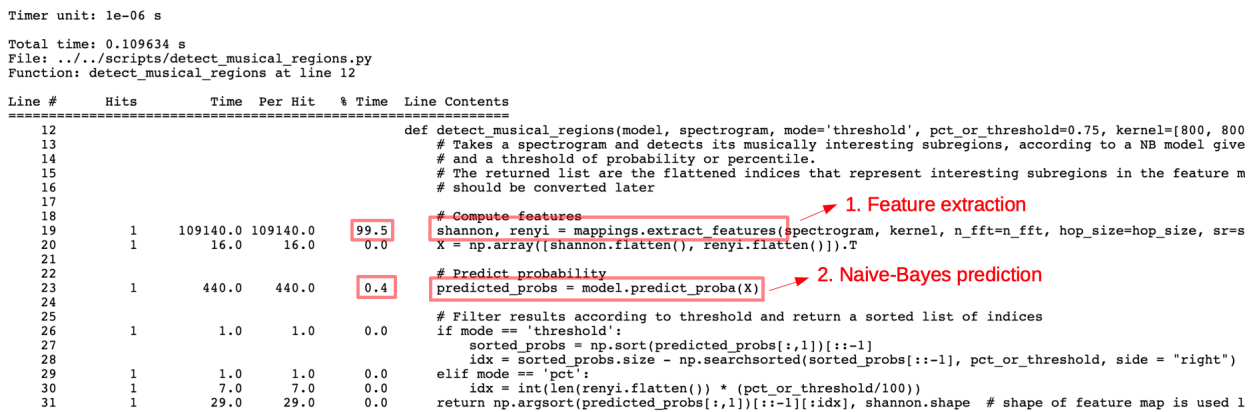 Timer unit: 1e-06 s
Total time: 0.109634 s
File: ../../scripts/detect_musical_regions.py
Function: detect_musical_regions at line 12
Line # Hits Time Per Hit % Time Line Contents
==============================================================
12 def detect_musical_regions(model, spectrogram, mode='threshold', pct_or_threshold=0.75, kernel=[800, 800
13 # Takes a spectrogram and detects its musically interesting subregions, according to a NB model give
14 # and a threshold of probability or percentile.
15 # The returned list are the flattened indices that represent interesting subregions in the feature m
16 # should be converted later
17
18 # Compute features
1. Feature extraction
19 1 109140.0 109140.0 99.5 shannon, renyi = mappings.extract_features(spectrogram, kernel, n_fft=n_fft, hop_size=hop_size, sr=s
20 1 16.0 16.0 0.0 X = np.array([shannon.flatten(), renyi.flatten()]).T
21
22 # Predict probability
2. Naive-Bayes prediction
23 1 440.0 440.0 0.4 predicted_probs = model.predict_proba(X)
24
25 # Filter results according to threshold and return a sorted list of indices
26 1 1.0 1.0 0.0 if mode == 'threshold':
27 sorted_probs = np.sort(predicted_probs[:,1])[::-1]
28 idx = sorted_probs.size - np.searchsorted(sorted_probs[::-1], pct_or_threshold, side = "right")
29 1 1.0 1.0 0.0 elif mode == 'pct':
30 1 7.0 7.0 0.0 idx = int(len(renyi.flatten()) * (pct_or_threshold/100))
31 1 29.0 29.0 0.0 return np.argsort(predicted_probs[:,1])[::-1][:idx], shannon.shape # shape of feature map is used l